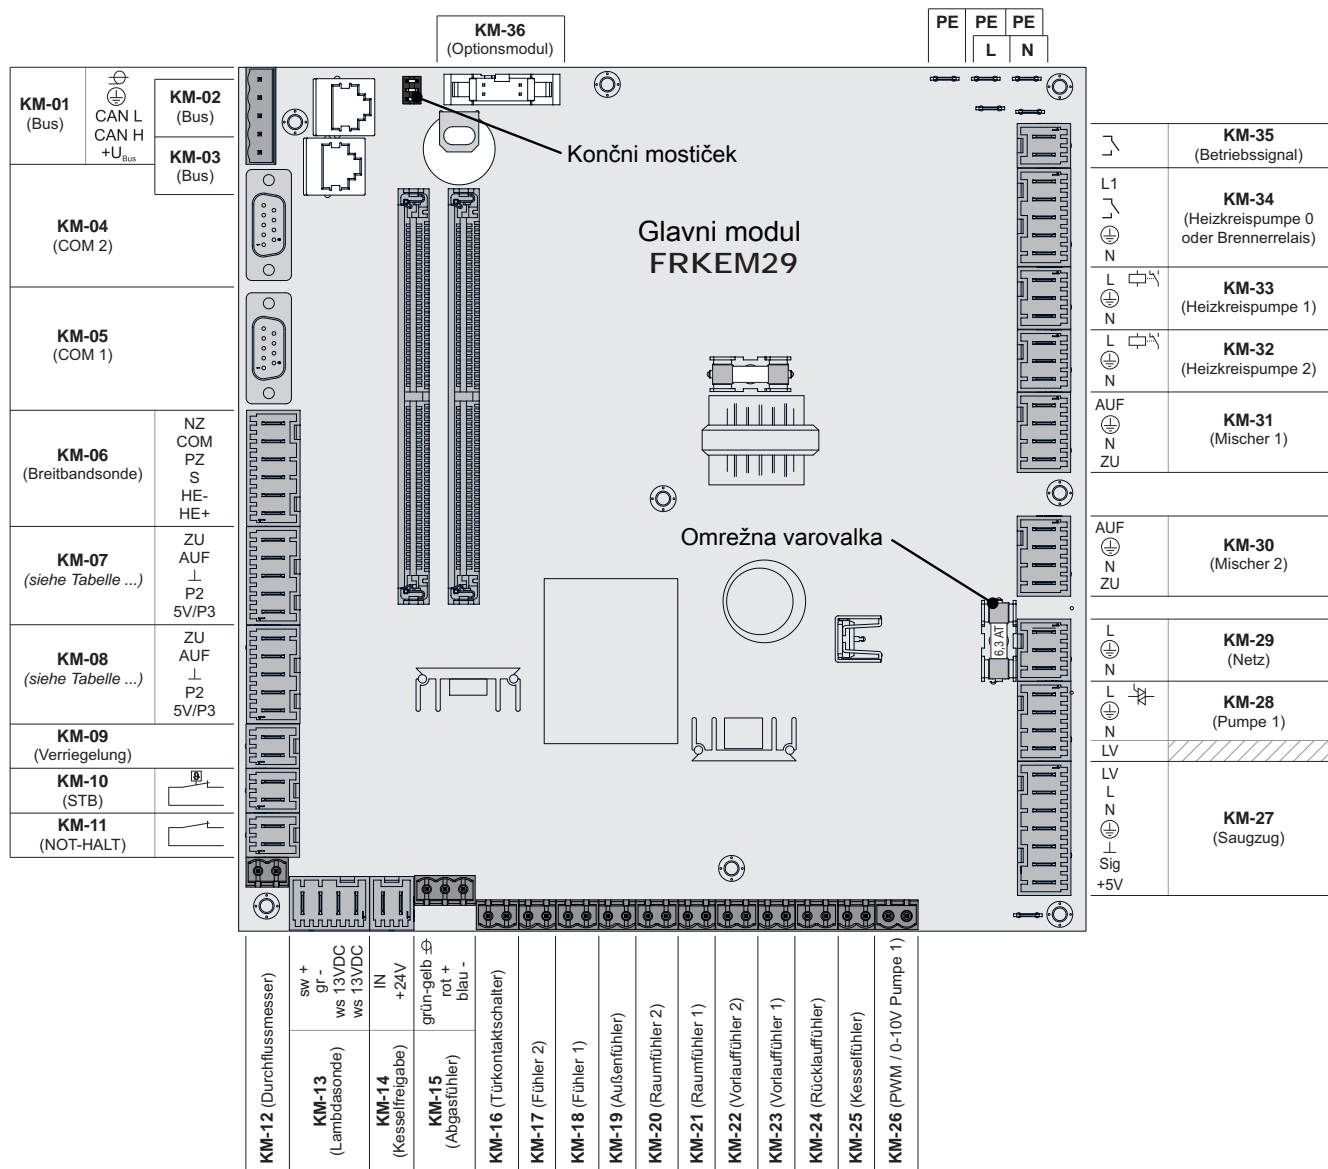 KM-36
(Optionsmodul)
PE PE PE
L N
KM-01
(Bus)
CAN L
CAN H
+UBus
KM-02
(Bus)
KM-03
(Bus)
KM-04
(COM 2)
KM-05
(COM 1)
KM-06
(Breitbandsonde)
NZ
COM
PZ
S
HE-
HE+
KM-07
(siehe Tabelle ...)
ZU
AUF
⊥
P2
5V/P3
KM-08
(siehe Tabelle ...)
ZU
AUF
⊥
P2
5V/P3
KM-09
(Verriegelung)
KM-10
(STB)
KM-11
(NOT-HALT)
Končni mostiček
Glavni modul
FRKEM29
Omrežna varovalka
6,3 AT
KM-35
(Betriebssignal)
L1
N
KM-34
(Heizkreispumpe 0
oder Brennerrelais)
L
N
KM-33
(Heizkreispumpe 1)
L
N
KM-32
(Heizkreispumpe 2)
AUF
N
ZU
KM-31
(Mischer 1)
AUF
N
ZU
KM-30
(Mischer 2)
L
N
KM-29
(Netz)
L
N
LV
KM-28
(Pumpe 1)
LV
L
N
⊥
Sig
+5V
KM-27
(Saugzug)
KM-12 (Durchflussmesser)
sw +
gr -
ws 13VDC
ws 13VDC
KM-13
(Lambdasonde)
IN
+24V
KM-14
(Kesselfreigabe)
grün-gelb
rot +
blau -
KM-15
(Abgasfühler)
KM-16 (Türkontaktschalter)
KM-17 (Fühler 2)
KM-18 (Fühler 1)
KM-19 (Außenfühler)
KM-20 (Raumfühler 2)
KM-21 (Raumfühler 1)
KM-22 (Vorlauffühler 2)
KM-23 (Vorlauffühler 1)
KM-24 (Rücklauffühler)
KM-25 (Kesselfühler)
KM-26 (PWM / 0-10V Pumpe 1)